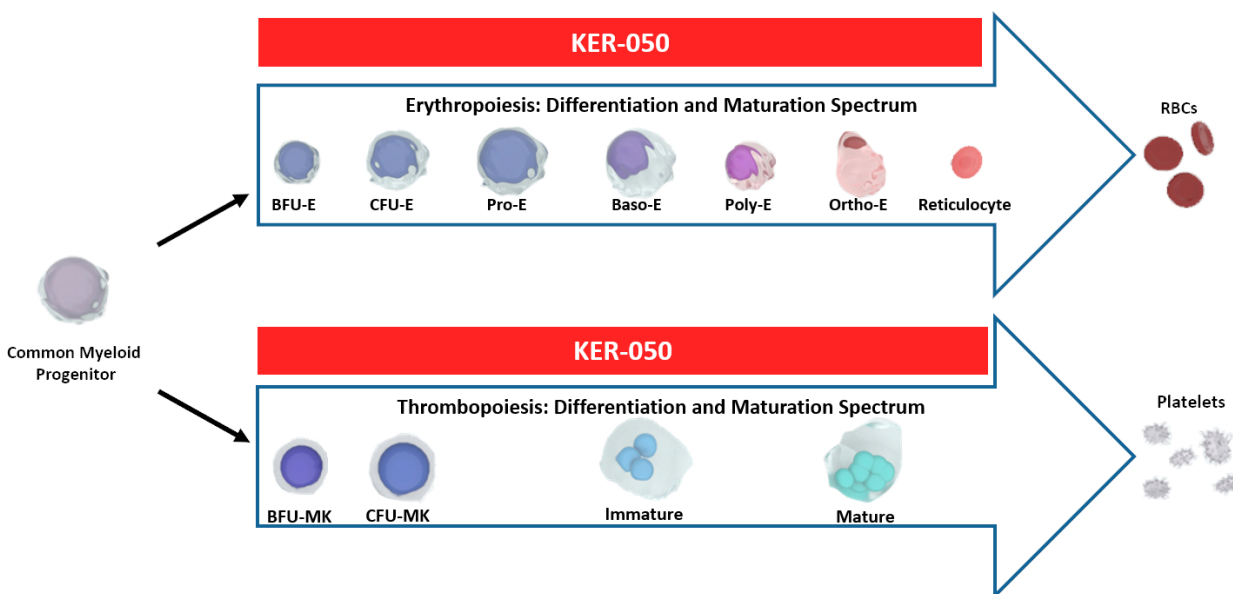 KER-050
Erythropoiesis: Differentiation and Maturation Spectrum
BFU-E
CFU-E
Pro-E
Baso-E
Poly-E
Ortho-E
Reticulocyte
RBCs
Common Myeloid
Progenitor
KER-050
Thrombopoiesis: Differentiation and Maturation Spectrum
BFU-MK
CFU-MK
Immature
Mature
Platelets